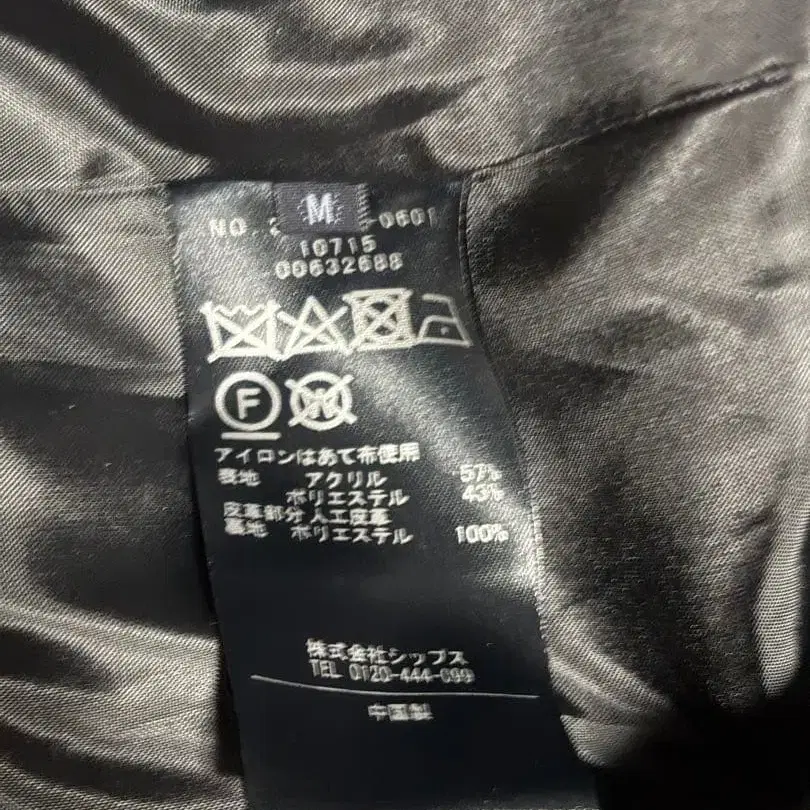 M
NO. -0601
10715
00632688
F
W
アイロンはあて布使用
表地 アクリル 57%
ポリエステル 43%
皮革部分 人工皮革
裏地 ポリエステル 100%
株式会社シップス
TEL 0120-444-099
中国製